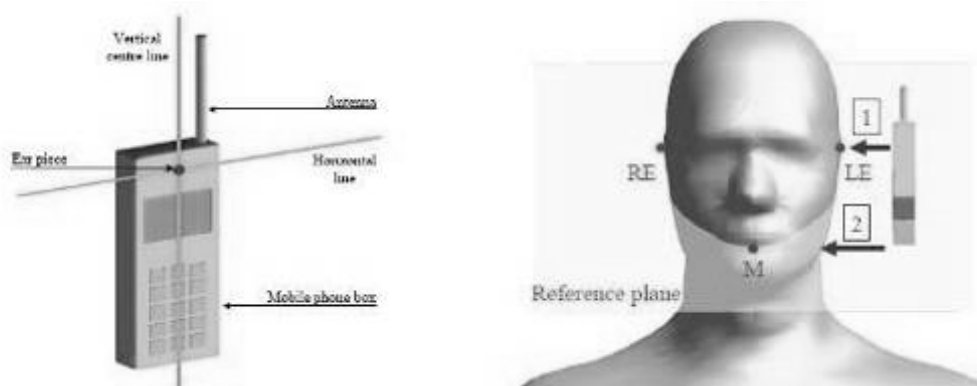 Vertical
centre line
Antenna
Ear piece
Horizontal
line
Mobile phone box
1
RE
LE
2
M
Reference plane